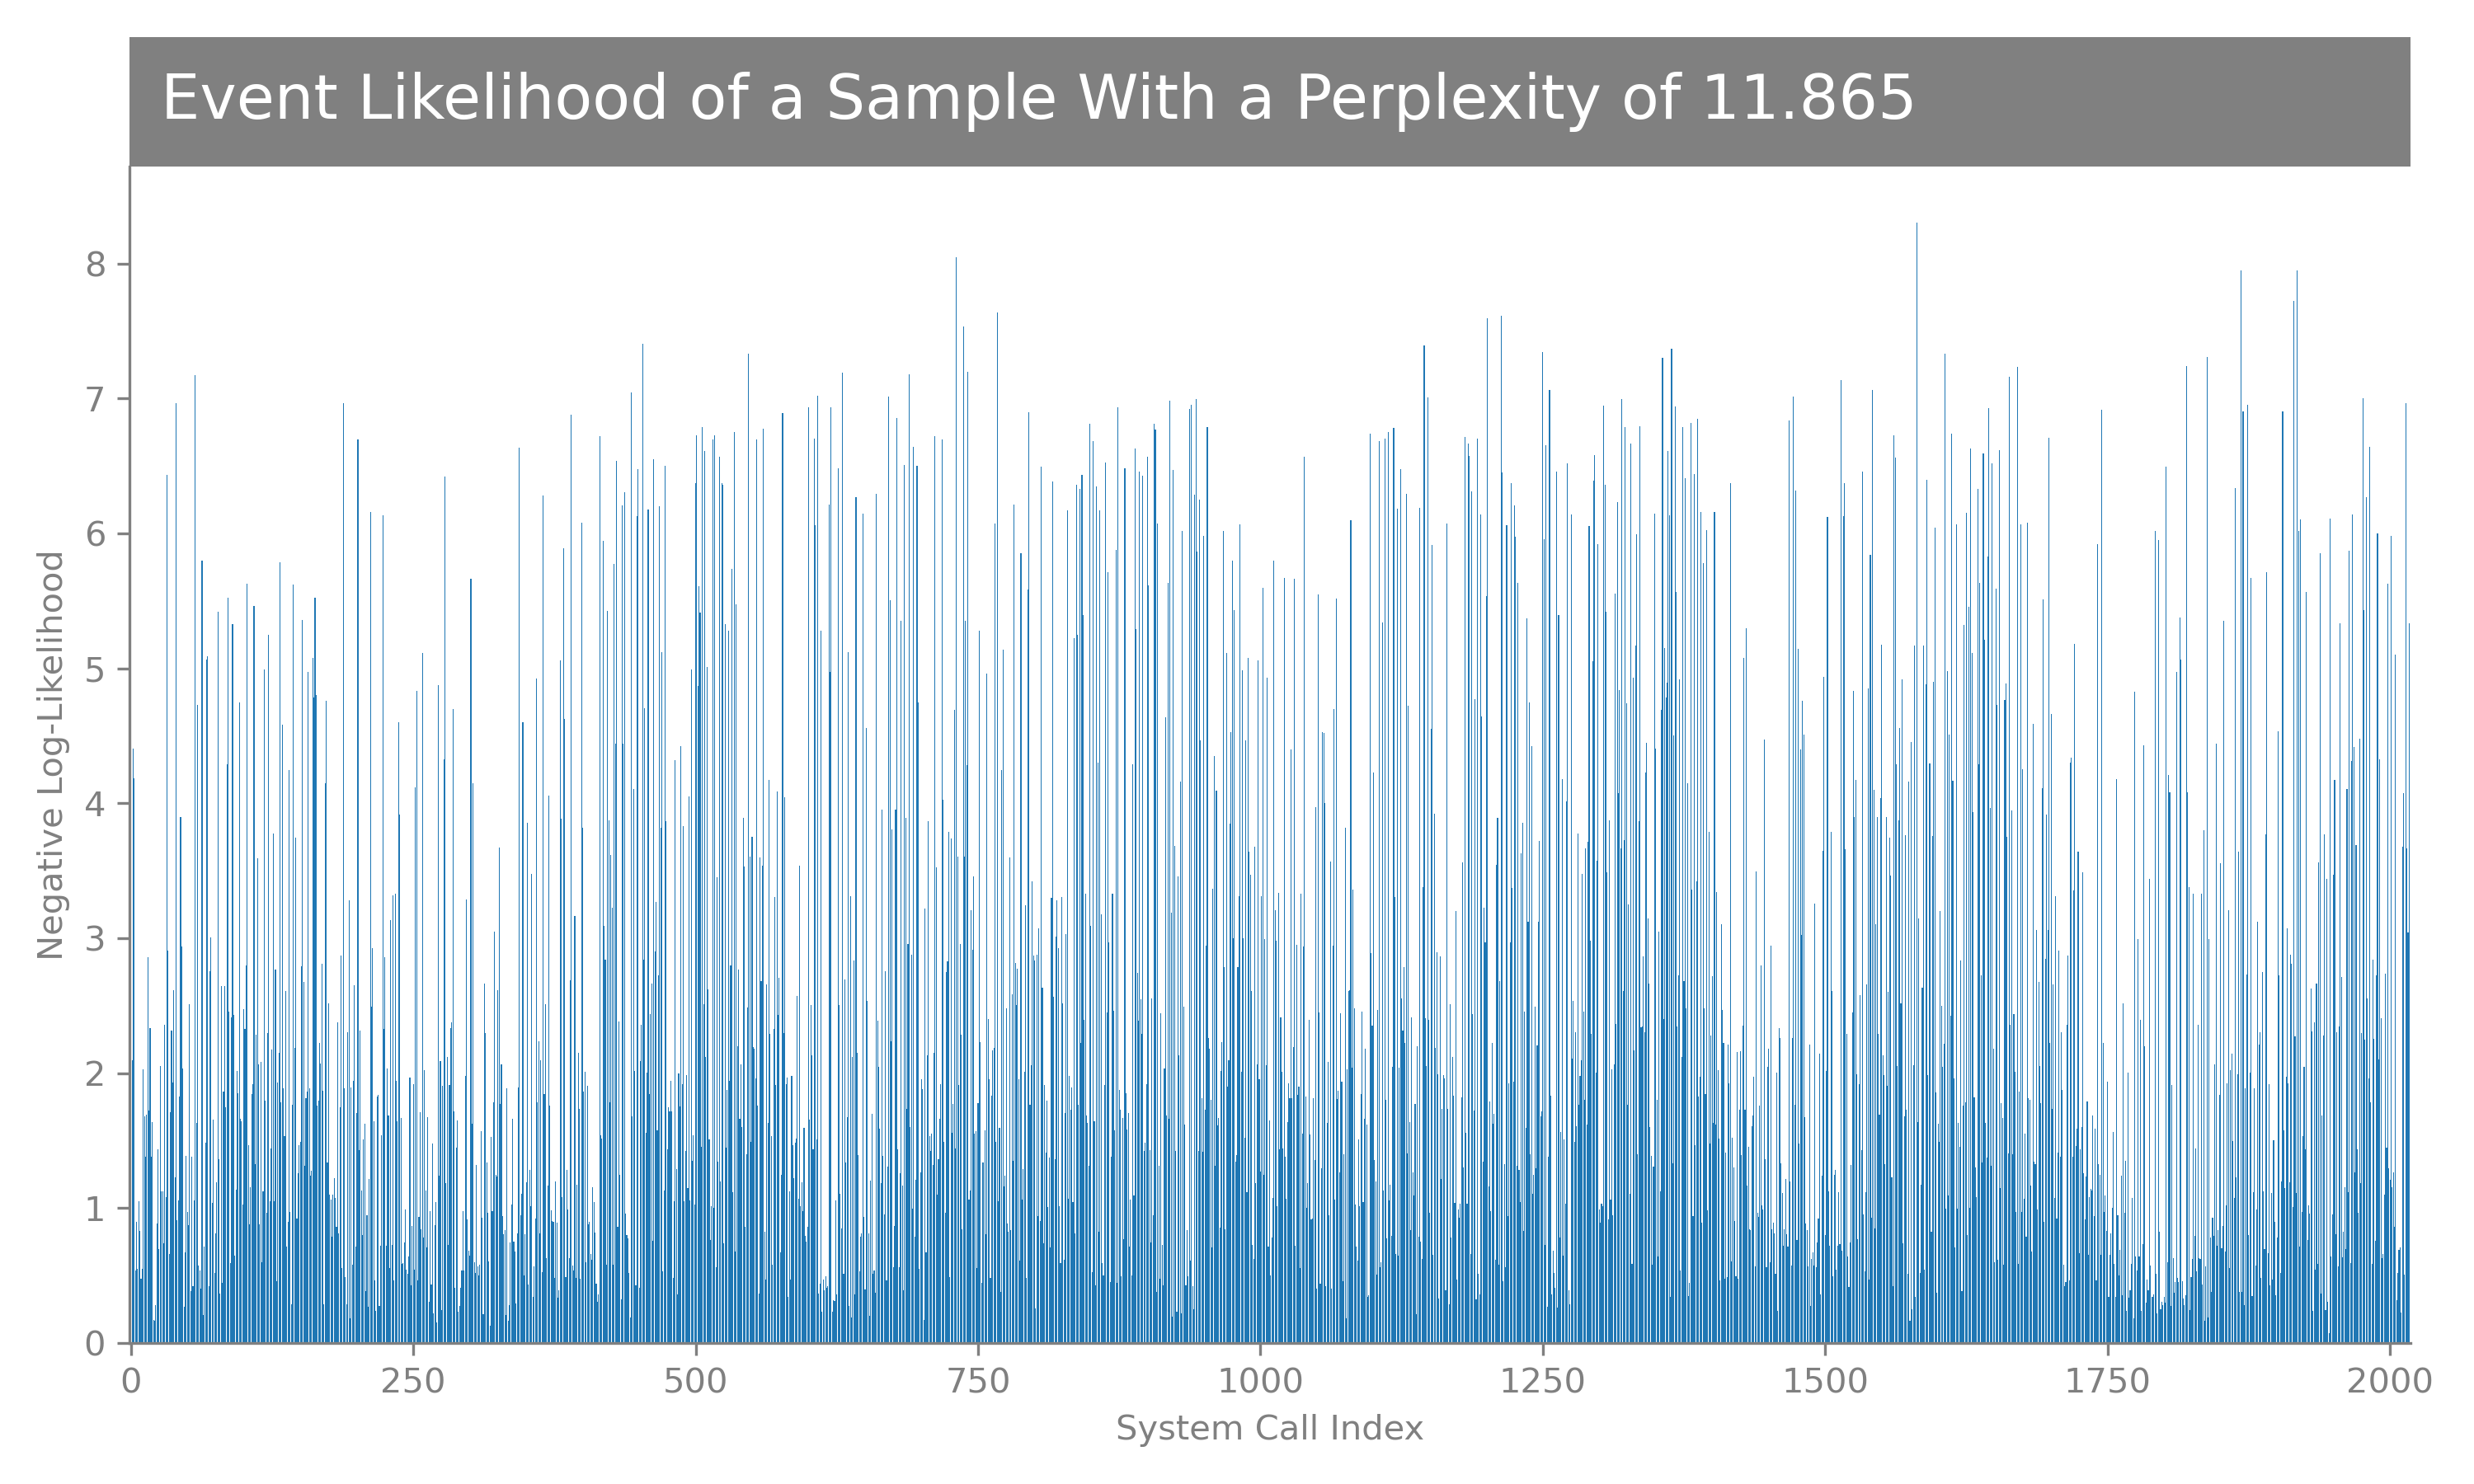 Event Likelihood of a Sample With a Perplexity of 11.865
8
7
6
5
4
3
2
1
0
Negative Log-Likelihood
0 250 500 750 1000 1250 1500 1750 2000
System Call Index